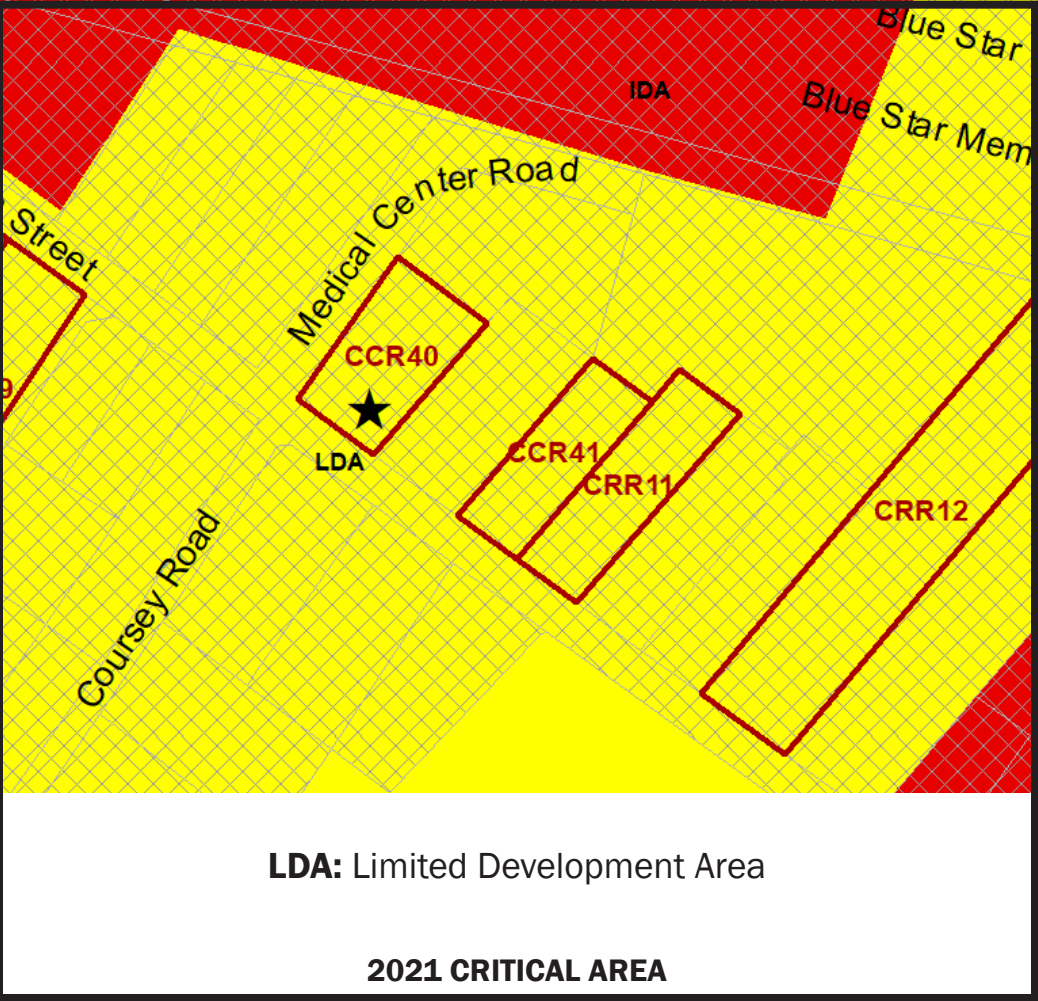 Blue Star
IDA
Blue Star Mem
Medical Center Road
Street
CCR40
9
LDA
CCR41
CRR11
CRR12
Coursey Road
LDA: Limited Development Area
2021 CRITICAL AREA